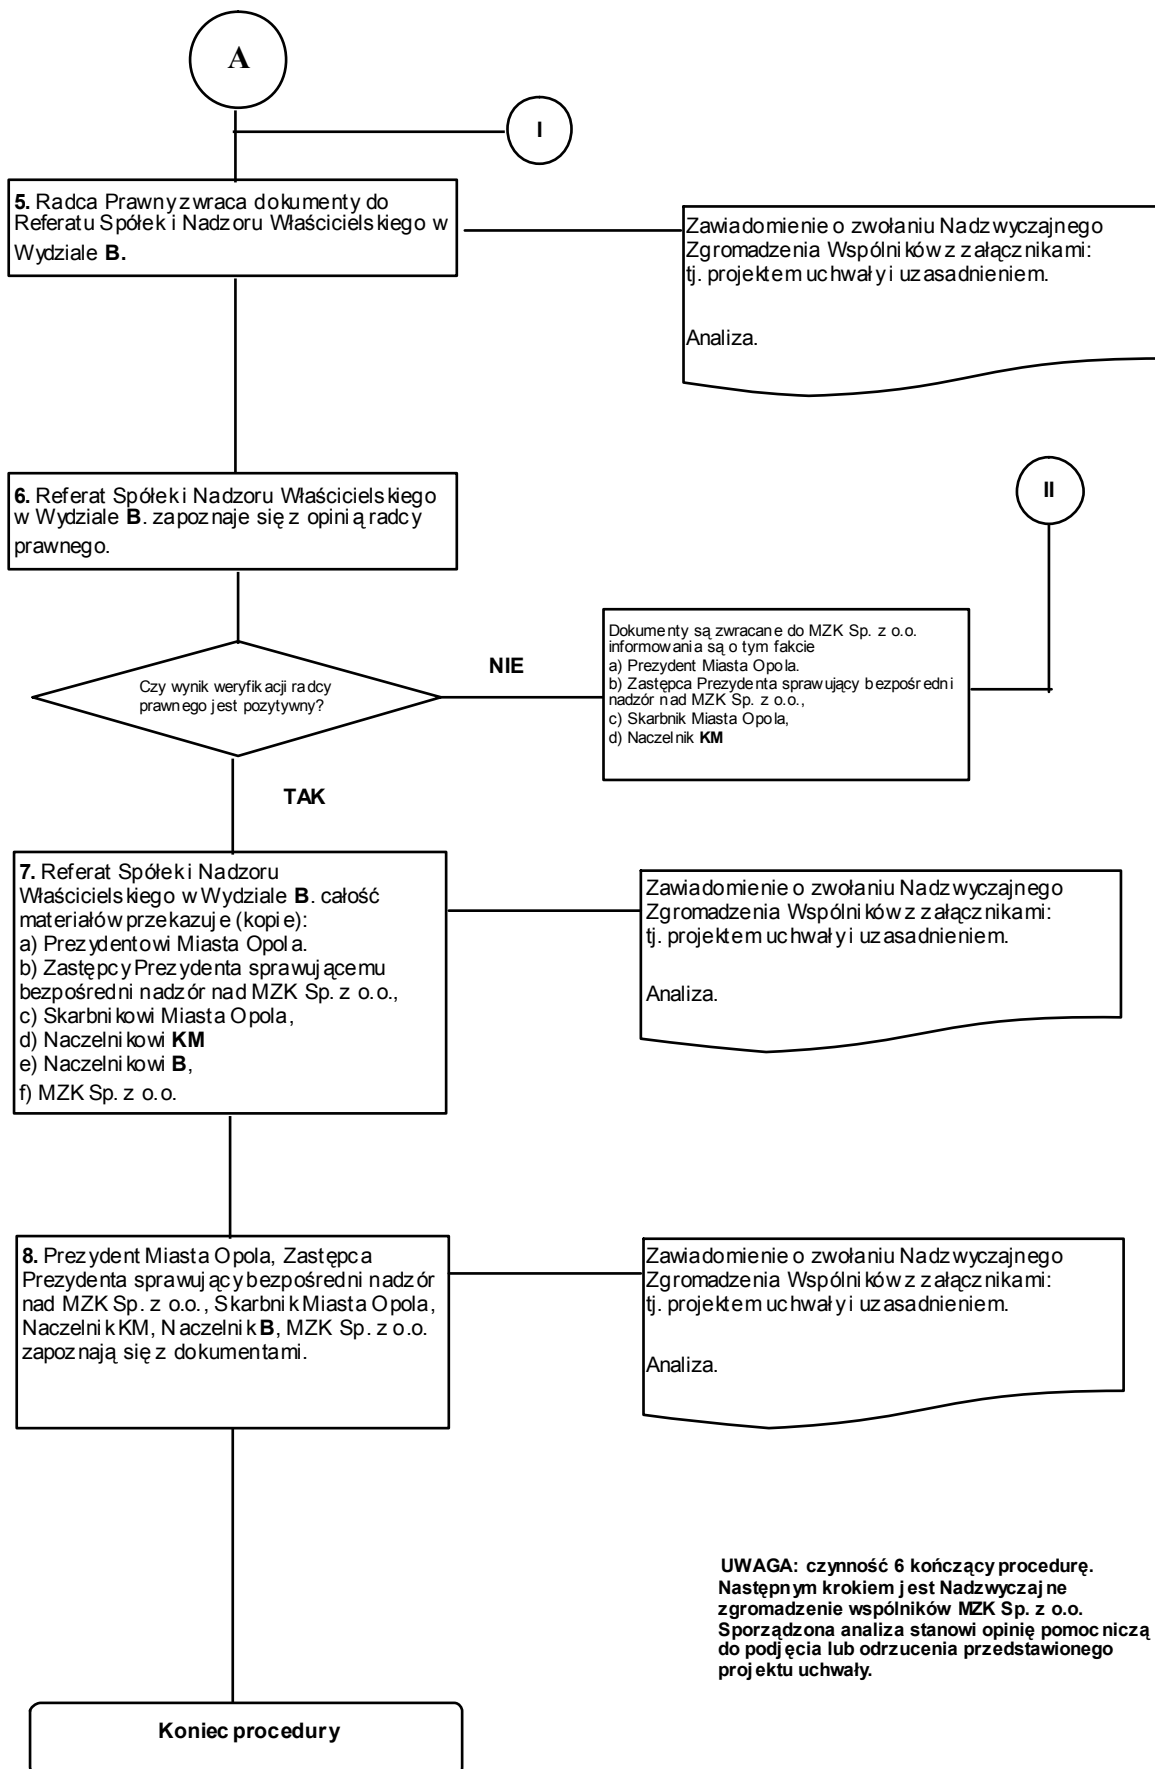 A
I
5. Radca Prawny zwraca dokumenty do
Referatu Spółek i Nadzoru Właścicielskiego w
Wydziale B.
Zawiadomienie o zwołaniu Nadzwyczajnego
Zgromadzenia Wspólników z załącznikami:
tj. projektem uchwały i uzasadnieniem.
Analiza.
6. Referat Spółek i Nadzoru Właścicielskiego
w Wydziale B. zapoznaje się z opinią radcy
prawnego.
II
Czy wynik weryfikacji radcy
prawnego jest pozytywny?
NIE
Dokumenty są zwracane do MZK Sp. z o.o.
informowania są o tym fakcie
a) Prezydent Miasta Opola.
b) Zastępca Prezydenta sprawujący bezpośredni
nadzór nad MZK Sp. z o.o.,
c) Skarbnik Miasta Opola,
d) Naczelnik KM
TAK
7. Referat Spółek i Nadzoru
Właścicielskiego w Wydziale B. całość
materiałów przekazuje (kopie):
a) Prezydentowi Miasta Opola.
b) Zastępcy Prezydenta sprawującemu
bezpośredni nadzór nad MZK Sp. z o.o.,
c) Skarbnikowi Miasta Opola,
d) Naczelnikowi KM
e) Naczelnikowi B,
f) MZK Sp. z o.o.
Zawiadomienie o zwołaniu Nadzwyczajnego
Zgromadzenia Wspólników z załącznikami:
tj. projektem uchwały i uzasadnieniem.
Analiza.
8. Prezydent Miasta Opola, Zastępca
Prezydenta sprawujący bezpośredni nadzór
nad MZK Sp. z o.o., Skarbnik Miasta Opola,
Naczelnik KM, Naczelnik B, MZK Sp. z o.o.
zapoznają się z dokumentami.
Zawiadomienie o zwołaniu Nadzwyczajnego
Zgromadzenia Wspólników z załącznikami:
tj. projektem uchwały i uzasadnieniem.
Analiza.
UWAGA: czynność 6 kończący procedurę.
Następnym krokiem jest Nadzwyczajne
zgromadzenie wspólników MZK Sp. z o.o.
Sporządzona analiza stanowi opinię pomocniczą
do podjęcia lub odrzucenia przedstawionego
projektu uchwały.
Koniec procedury